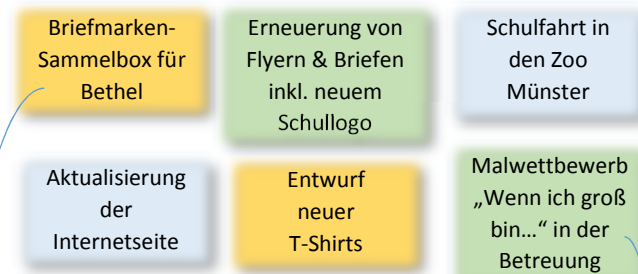 Briefmarken-
Sammelbox für
Bethel
Erneuerung von
Flyern & Briefen
inkl. neuem
Schullogo
Schulfahrt in
den Zoo
Münster
Aktualisierung
der
Internetseite
Entwurf
neuer
T-Shirts
Malwettbewerb
„Wenn ich groß
bin…“ in der
Betreuung